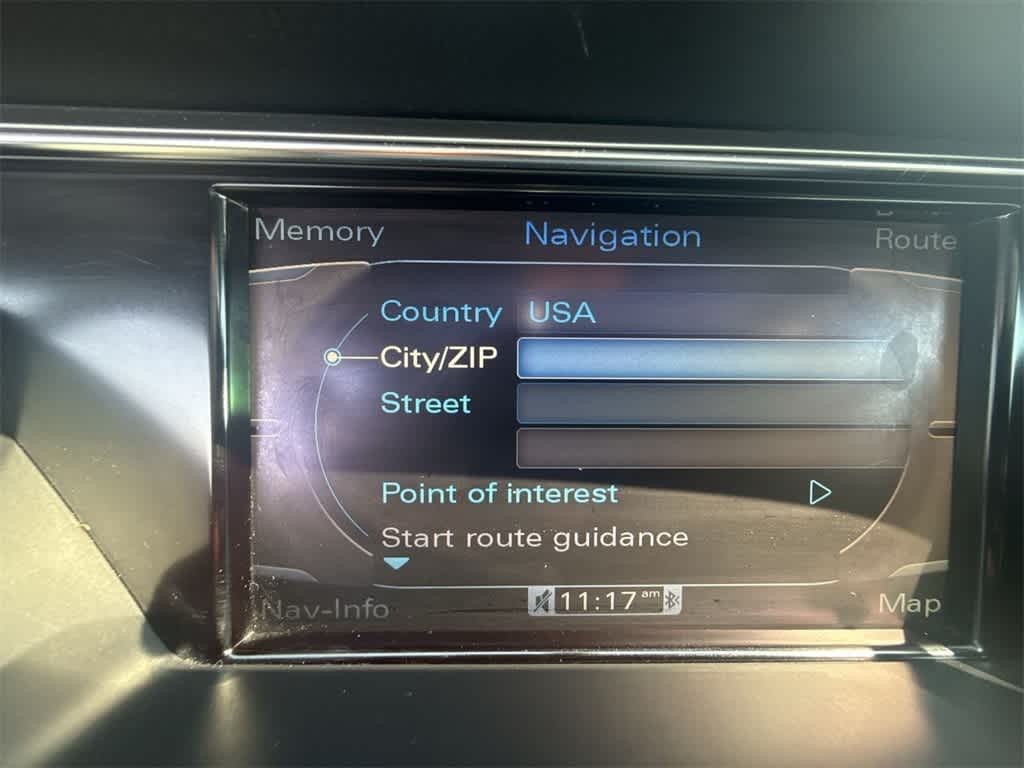 Memory Navigation Route
Country USA
City/ZIP
Street
Point of interest
Start route guidance
Nav-Info 11:17 am Map